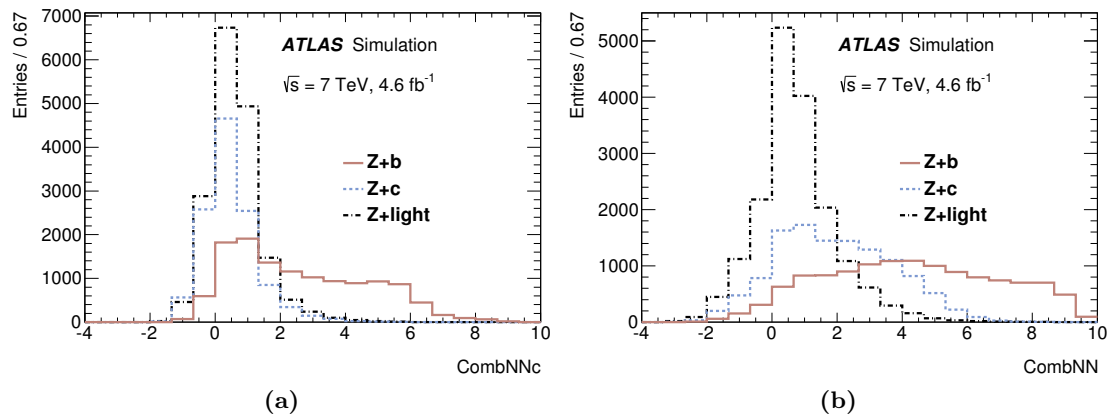 Entries / 0.67
7000
6000
5000
4000
3000
2000
1000
0
ATLAS Simulation
√s = 7 TeV, 4.6 fb-1
Z+b
Z+c
Z+light
-4 -2 0 2 4 6 8 10
CombNNc
(a)
Entries / 0.67
5000
4000
3000
2000
1000
0
ATLAS Simulation
√s = 7 TeV, 4.6 fb-1
Z+b
Z+c
Z+light
-4 -2 0 2 4 6 8 10
CombNN
(b)